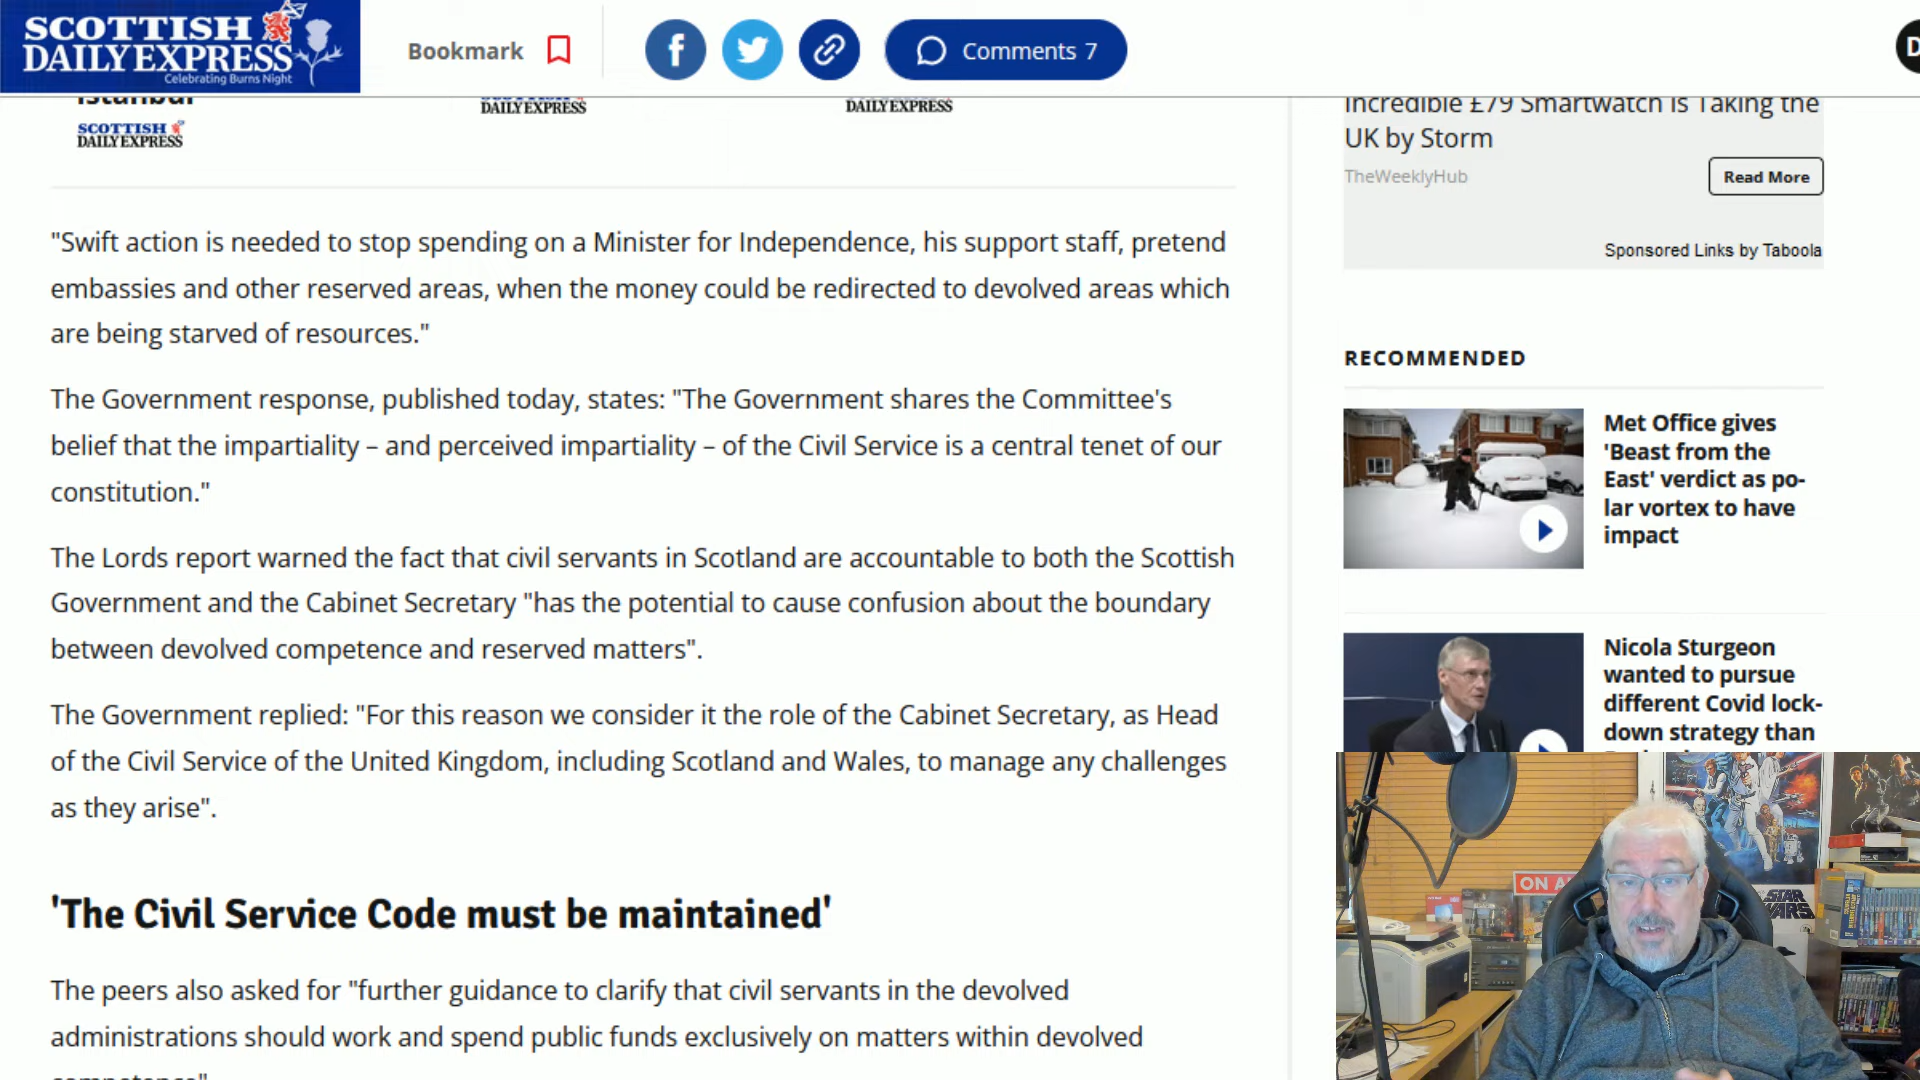 SCOTTISH
DAILY EXPRESS
Celebrating Burns Night
Bookmark
f
Comments 7
D
Istanbul
SCOTTISH
DAILY EXPRESS
DAILY EXPRESS
DAILY EXPRESS
"Swift action is needed to stop spending on a Minister for Independence, his support staff, pretend
embassies and other reserved areas, when the money could be redirected to devolved areas which
are being starved of resources."
The Government response, published today, states: "The Government shares the Committee's
belief that the impartiality – and perceived impartiality – of the Civil Service is a central tenet of our
constitution."
The Lords report warned the fact that civil servants in Scotland are accountable to both the Scottish
Government and the Cabinet Secretary "has the potential to cause confusion about the boundary
between devolved competence and reserved matters".
The Government replied: "For this reason we consider it the role of the Cabinet Secretary, as Head
of the Civil Service of the United Kingdom, including Scotland and Wales, to manage any challenges
as they arise".
'The Civil Service Code must be maintained'
The peers also asked for "further guidance to clarify that civil servants in the devolved
administrations should work and spend public funds exclusively on matters within devolved
Incredible £79 Smartwatch Is Taking the
UK by Storm
TheWeeklyHub
Read More
Sponsored Links by Taboola
RECOMMENDED
Met Office gives
'Beast from the
East' verdict as po-
lar vortex to have
impact
Nicola Sturgeon
wanted to pursue
different Covid lock-
down strategy than
ON A
STAR
WARS